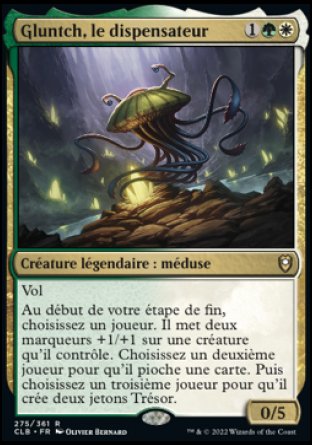 Gluntch, le dispensateur 1
Créature légendaire : méduse
Vol
Au début de votre étape de fin,
choisissez un joueur. Il met deux
marqueurs +1/+1 sur une créature
qu'il contrôle. Choisissez un deuxième
joueur pour qu'il pioche une carte. Puis
choisissez un troisième joueur pour qu'il
crée deux jetons Trésor.
0/5
275/361 R
CLB • FR Olivier Bernard
™ & © 2022 Wizards of the Coast